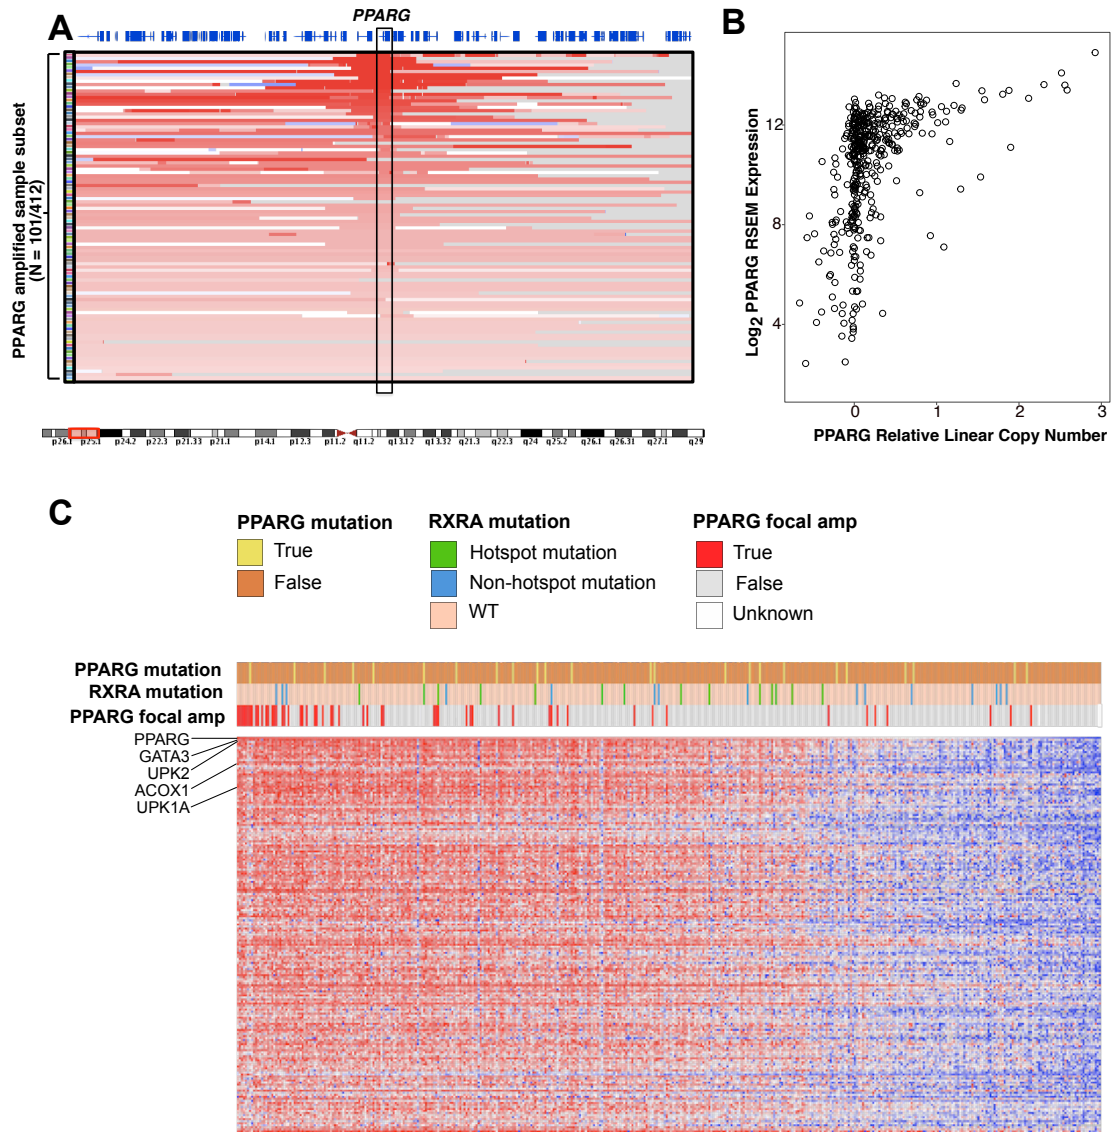 A
PPARG
PPARG amplified sample subset
(N = 101/412)
p26.1 p25.1 p24.2 p22.3 p21.33 p21.1 p14.1 p12.3 p11.2 q11.2 q13.12 q13.32 q21.3 q22.3 q24 q25.2 q26.1 q26.31 q27.1 q29
B
Log2 PPARG RSEM Expression
12
8
4
0 1 2 3
PPARG Relative Linear Copy Number
C
PPARG mutation
True
False
RXRA mutation
Hotspot mutation
Non-hotspot mutation
WT
PPARG focal amp
True
False
Unknown
PPARG mutation
RXRA mutation
PPARG focal amp
PPARG
GATA3
UPK2
ACOX1
UPK1A